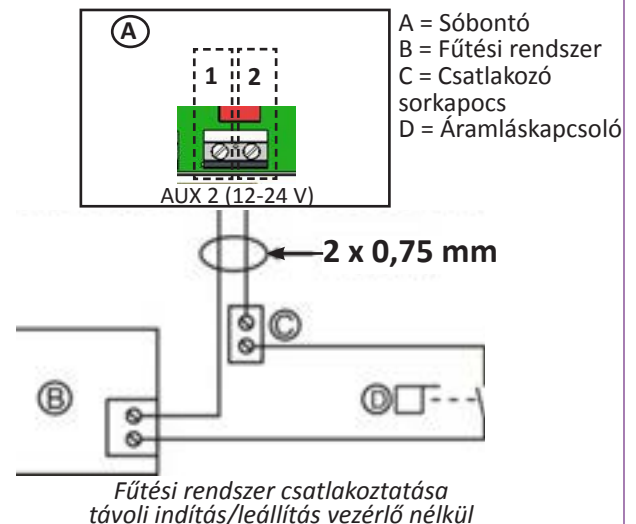 A
1 2
AUX 2 (12-24 V)
A = Sóbontó
B = Fűtési rendszer
C = Csatlakozó
sorkapocs
D = Áramláskapcsoló
2 x 0,75 mm
C
B
D
Fűtési rendszer csatlakoztatása
távoli indítás/leállítás vezérlő nélkül